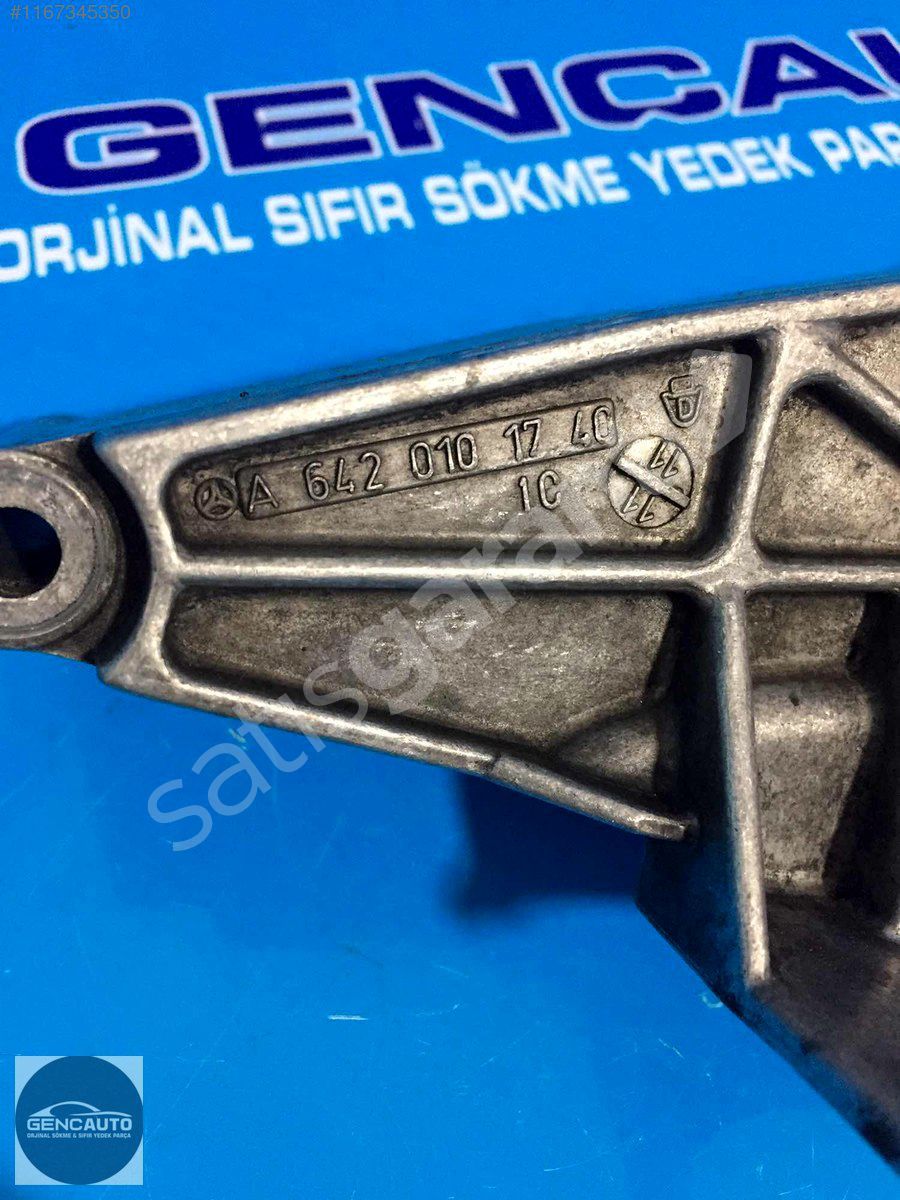 #1167345350
GENÇAU
ORJİNAL SIFIR SÖKME YEDEK PAR
D
A 642 010 17 40
1C
11
11
satısgaraj
GENCAUTO
ORJİNAL SÖKME & SIFIR YEDEK PARÇA